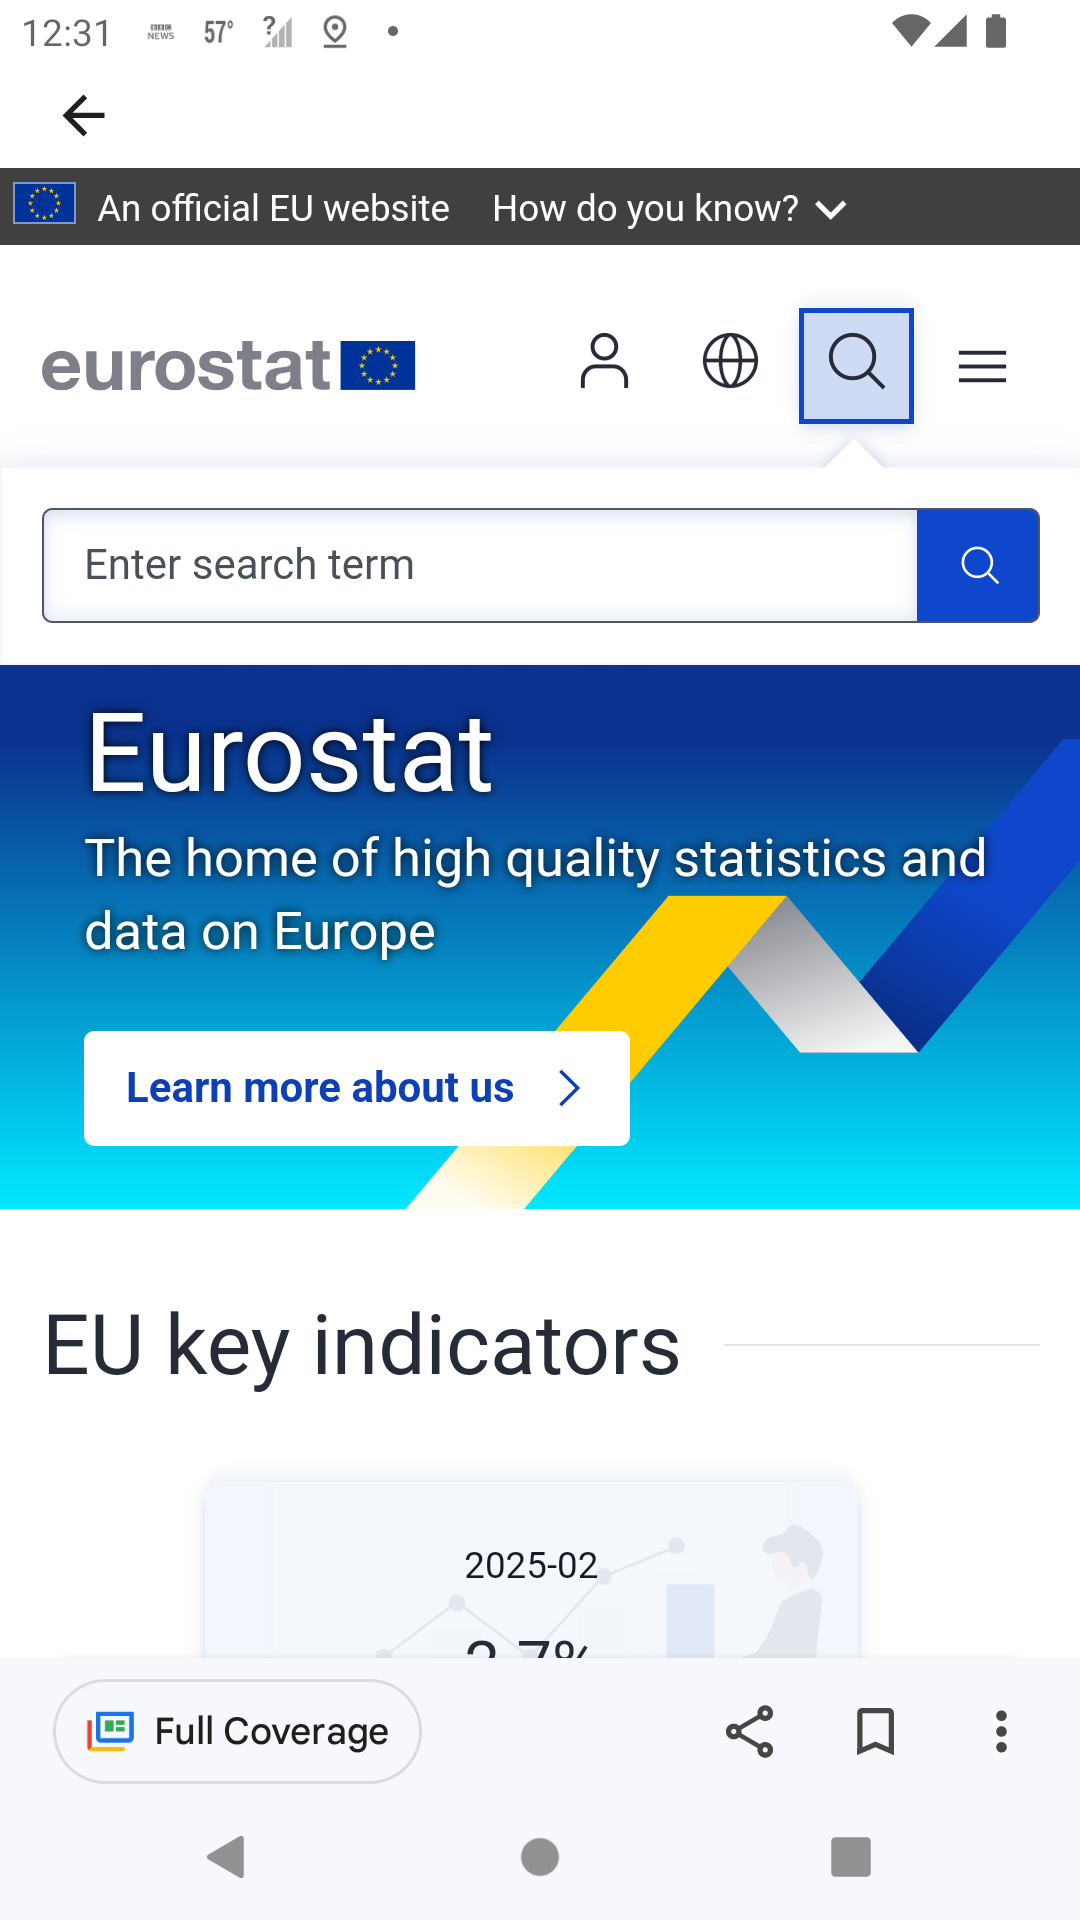 12:31
BBC NEWS
57°
An official EU website How do you know?
eurostat
Enter search term
Eurostat
The home of high quality statistics and
data on Europe
Learn more about us
EU key indicators
2025-02
Full Coverage